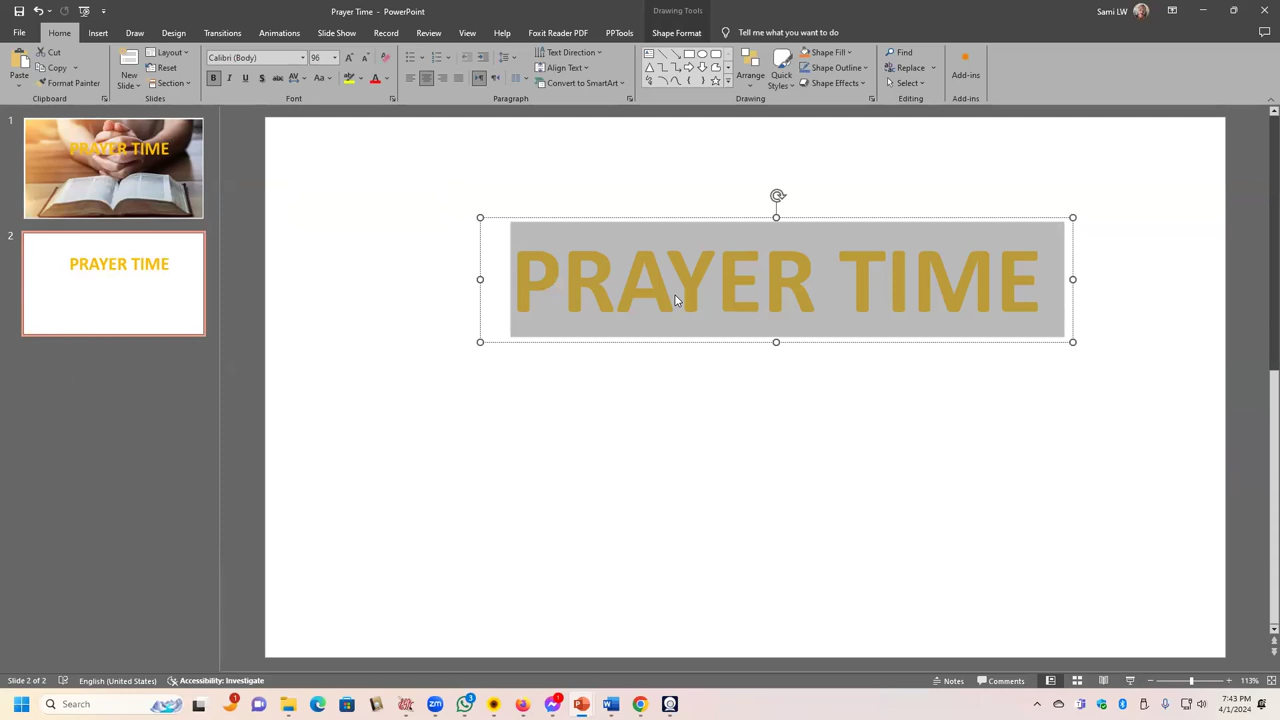 Prayer Time - PowerPoint
Drawing Tools
Sami LW
File Home Insert Draw Design Transitions Animations Slide Show Record Review View Help Foxit Reader PDF PPTools Shape Format Tell me what you want to do
Paste
Cut
Copy
Format Painter
Clipboard
New
Slide
Layout
Reset
Section
Slides
Calibri (Body) 96
Font
Text Direction
Align Text
Convert to SmartArt
Paragraph
Arrange
Quick
Styles
Shape Fill
Shape Outline
Shape Effects
Drawing
Find
Replace
Select
Editing
Add-ins
Add-ins
1
PRAYER TIME
2
PRAYER TIME
PRAYER TIME
Slide 2 of 2 English (United States) Accessibility: Investigate Notes Comments 113%
Search
7:43 PM
4/1/2024